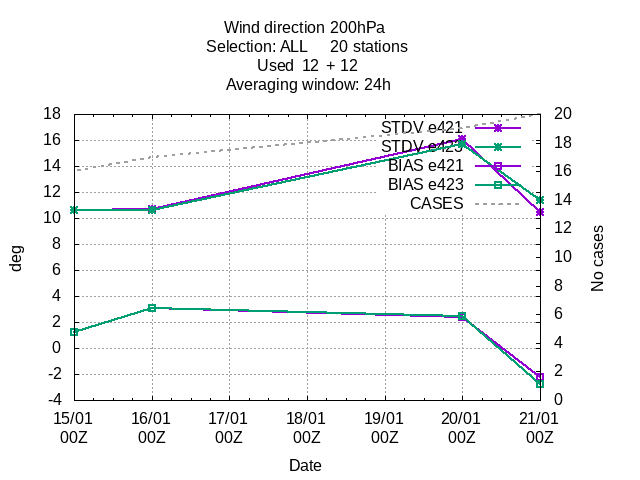 Wind direction 200hPa
Selection: ALL 20 stations
Used 12 + 12
Averaging window: 24h
18
16
14
12
10
8
6
4
2
0
-2
-4
deg
20
18
16
14
12
10
8
6
4
2
0
No cases
STDV e421
STDV e423
BIAS e421
BIAS e423
CASES
15/01 16/01 17/01 18/01 19/01 20/01 21/01
00Z 00Z 00Z 00Z 00Z 00Z 00Z
Date